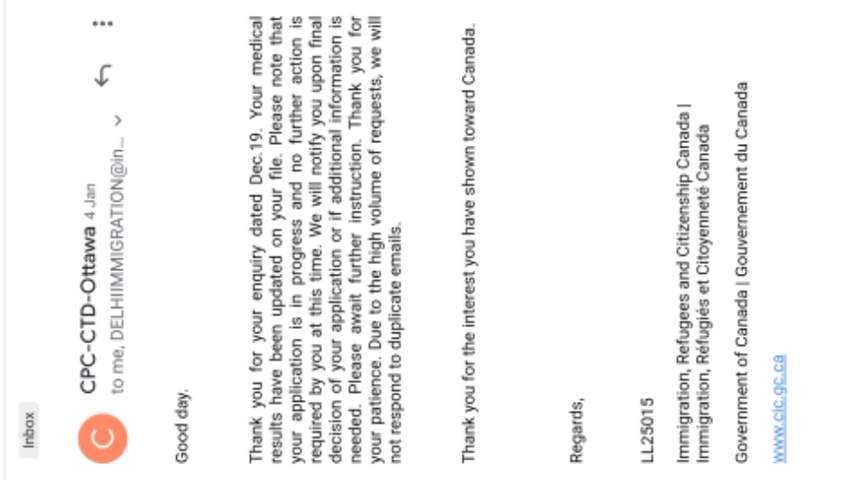 Inbox
C
CPC-CTD-Ottawa 4 Jan
to me, DELHIIMMIGRATION@in...
Good day.
Thank you for your enquiry dated Dec.19. Your medical
results have been updated on your file. Please note that
your application is in progress and no further action is
required by you at this time. We will notify you upon final
decision of your application or if additional information is
needed. Please await further instruction. Thank you for
your patience. Due to the high volume of requests, we will
not respond to duplicate emails.
Thank you for the interest you have shown toward Canada.
Regards,
LL25015
Immigration, Refugees and Citizenship Canada |
Immigration, Réfugiés et Citoyenneté Canada
Government of Canada | Gouvernement du Canada
www.cic.gc.ca